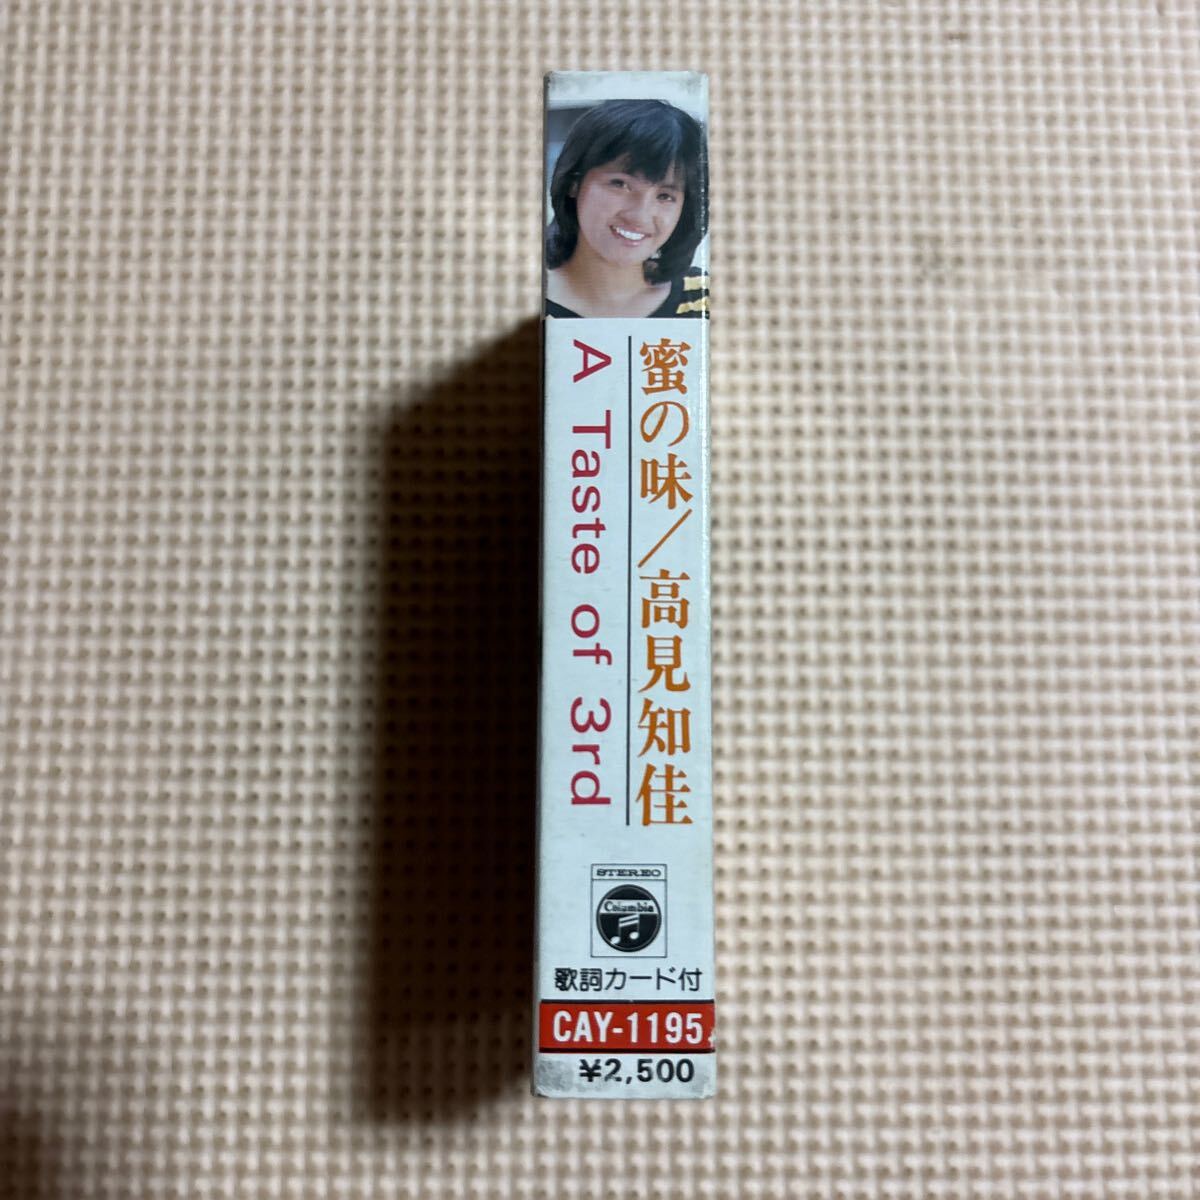 蜜の味／高見知佳
A Taste of 3rd
STEREO
Columbia
歌詞カード付
CAY-1195
¥2,500